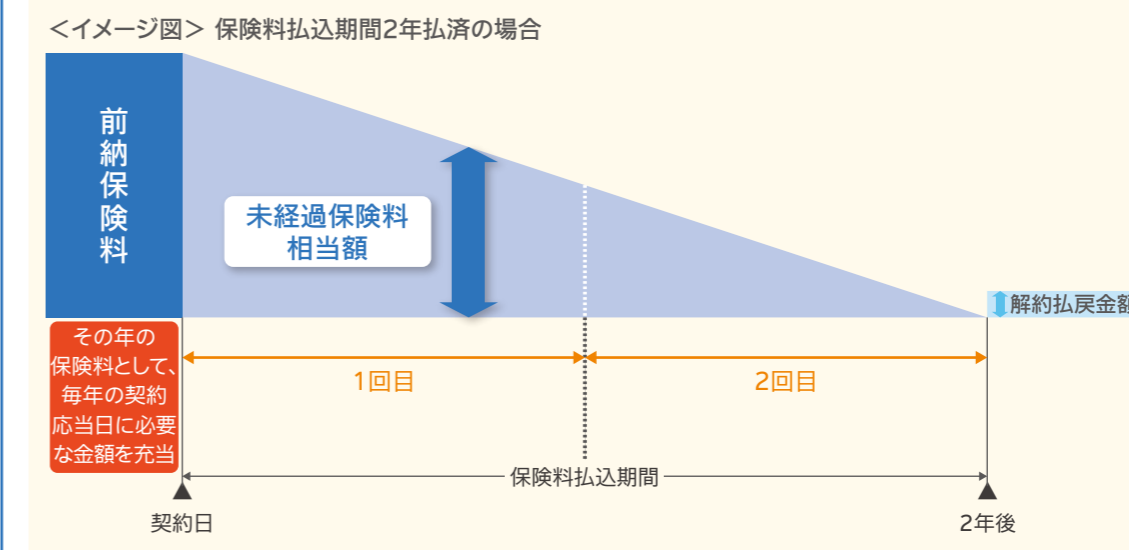 ＜イメージ図＞ 保険料払込期間2年払済の場合
前納保険料
未経過保険料
相当額
解約払戻金額
その年の
保険料として、
毎年の契約
応当日に必要
な金額を充当
1回目
2回目
保険料払込期間
契約日
2年後